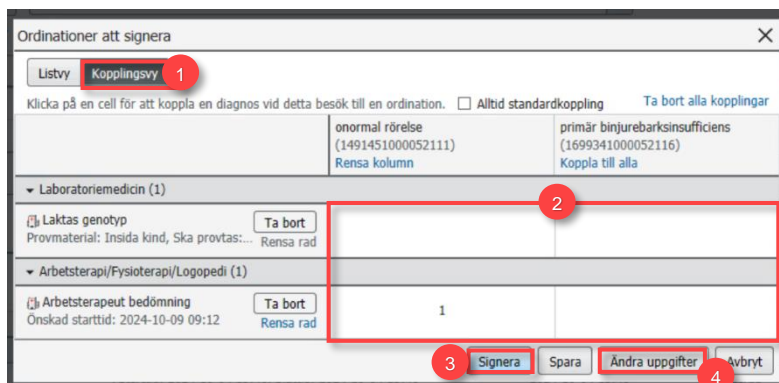 Ordinationer att signera
Listvy Kopplingsvy 1
Klicka på en cell för att koppla en diagnos vid detta besök till en ordination. Alltid standardkoppling Ta bort alla kopplingar
onormal rörelse primär binjurebarksinsufficiens
(1491451000052111) (1699341000052116)
Rensa kolumn Koppla till alla
Laboratoriemedicin (1) 2
Laktas genotyp Ta bort
Provmaterial: Insida kind, Ska provtas:... Rensa rad
Arbetsterapi/Fysioterapi/Logopedi (1)
Arbetsterapeut bedömning Ta bort 1
Önskad starttid: 2024-10-09 09:12 Rensa rad
3 Signera Spara Ändra uppgifter Avbryt
4